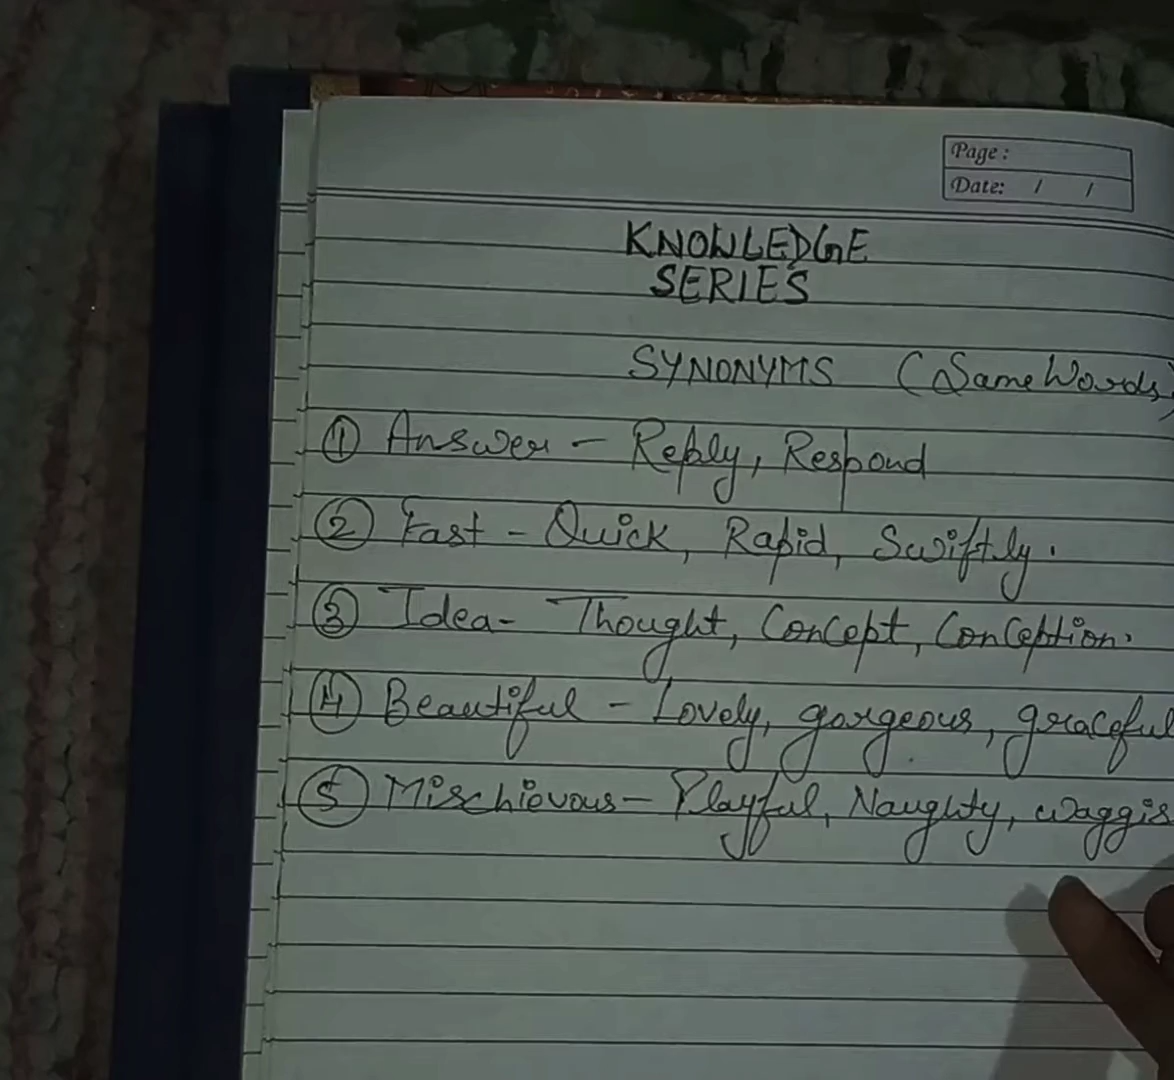 Page:
Date: / /
KNOWLEDGE
SERIES
SYNONYMS (Same Words)
① Answer - Reply, Respond
② Fast - Quick, Rapid, Swiftly.
③ Idea- Thought, Concept, Conception.
④ Beautiful - Lovely, gorgeous, graceful
⑤ Mischievous - Playful, Naughty, waggis